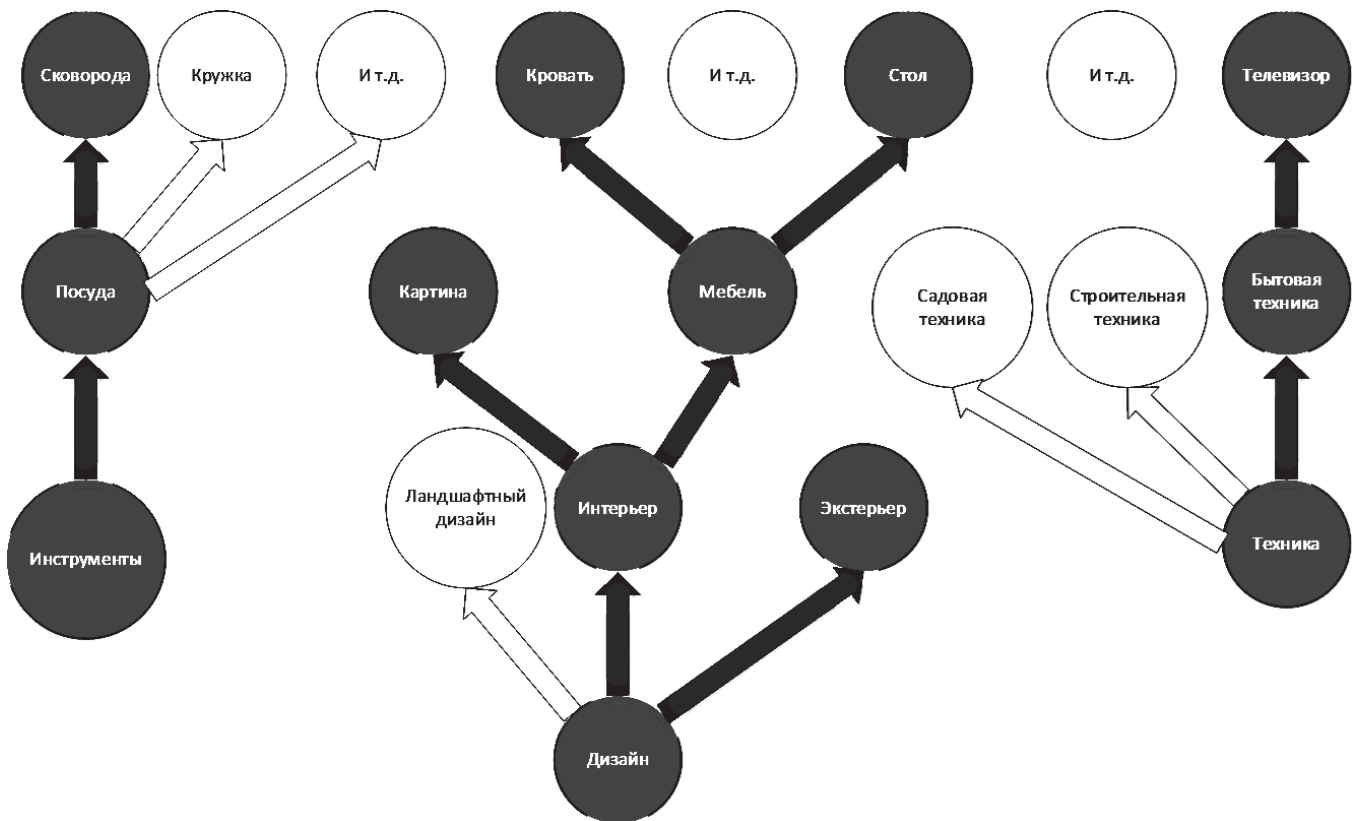 Сковорода
Кружка
И т.д.
Кровать
И т.д.
Стол
И т.д.
Телевизор
Посуда
Картина
Мебель
Садовая
техника
Строительная
техника
Бытовая
техника
Ландшафтный
дизайн
Интерьер
Экстерьер
Инструменты
Техника
Дизайн